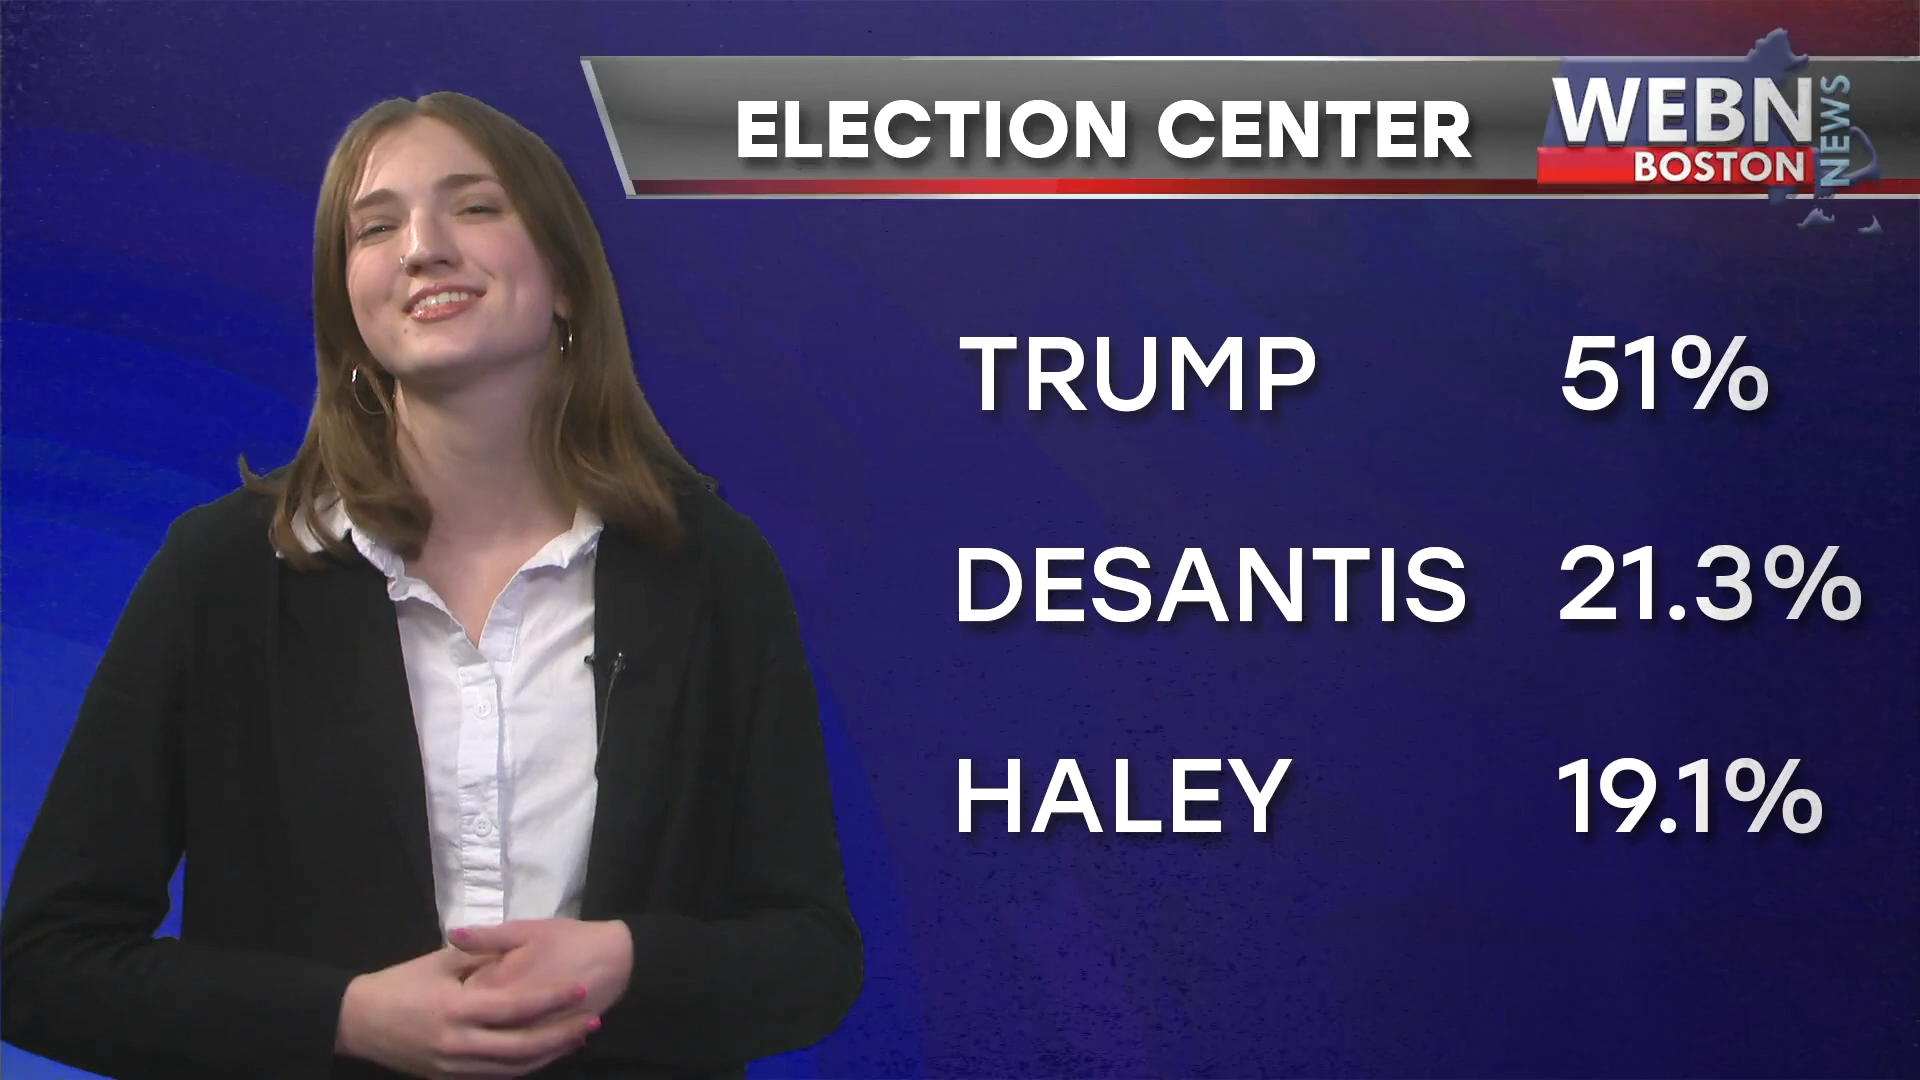 ELECTION CENTER
WEBN
BOSTON
NEWS
TRUMP 51%
DESANTIS 21.3%
HALEY 19.1%